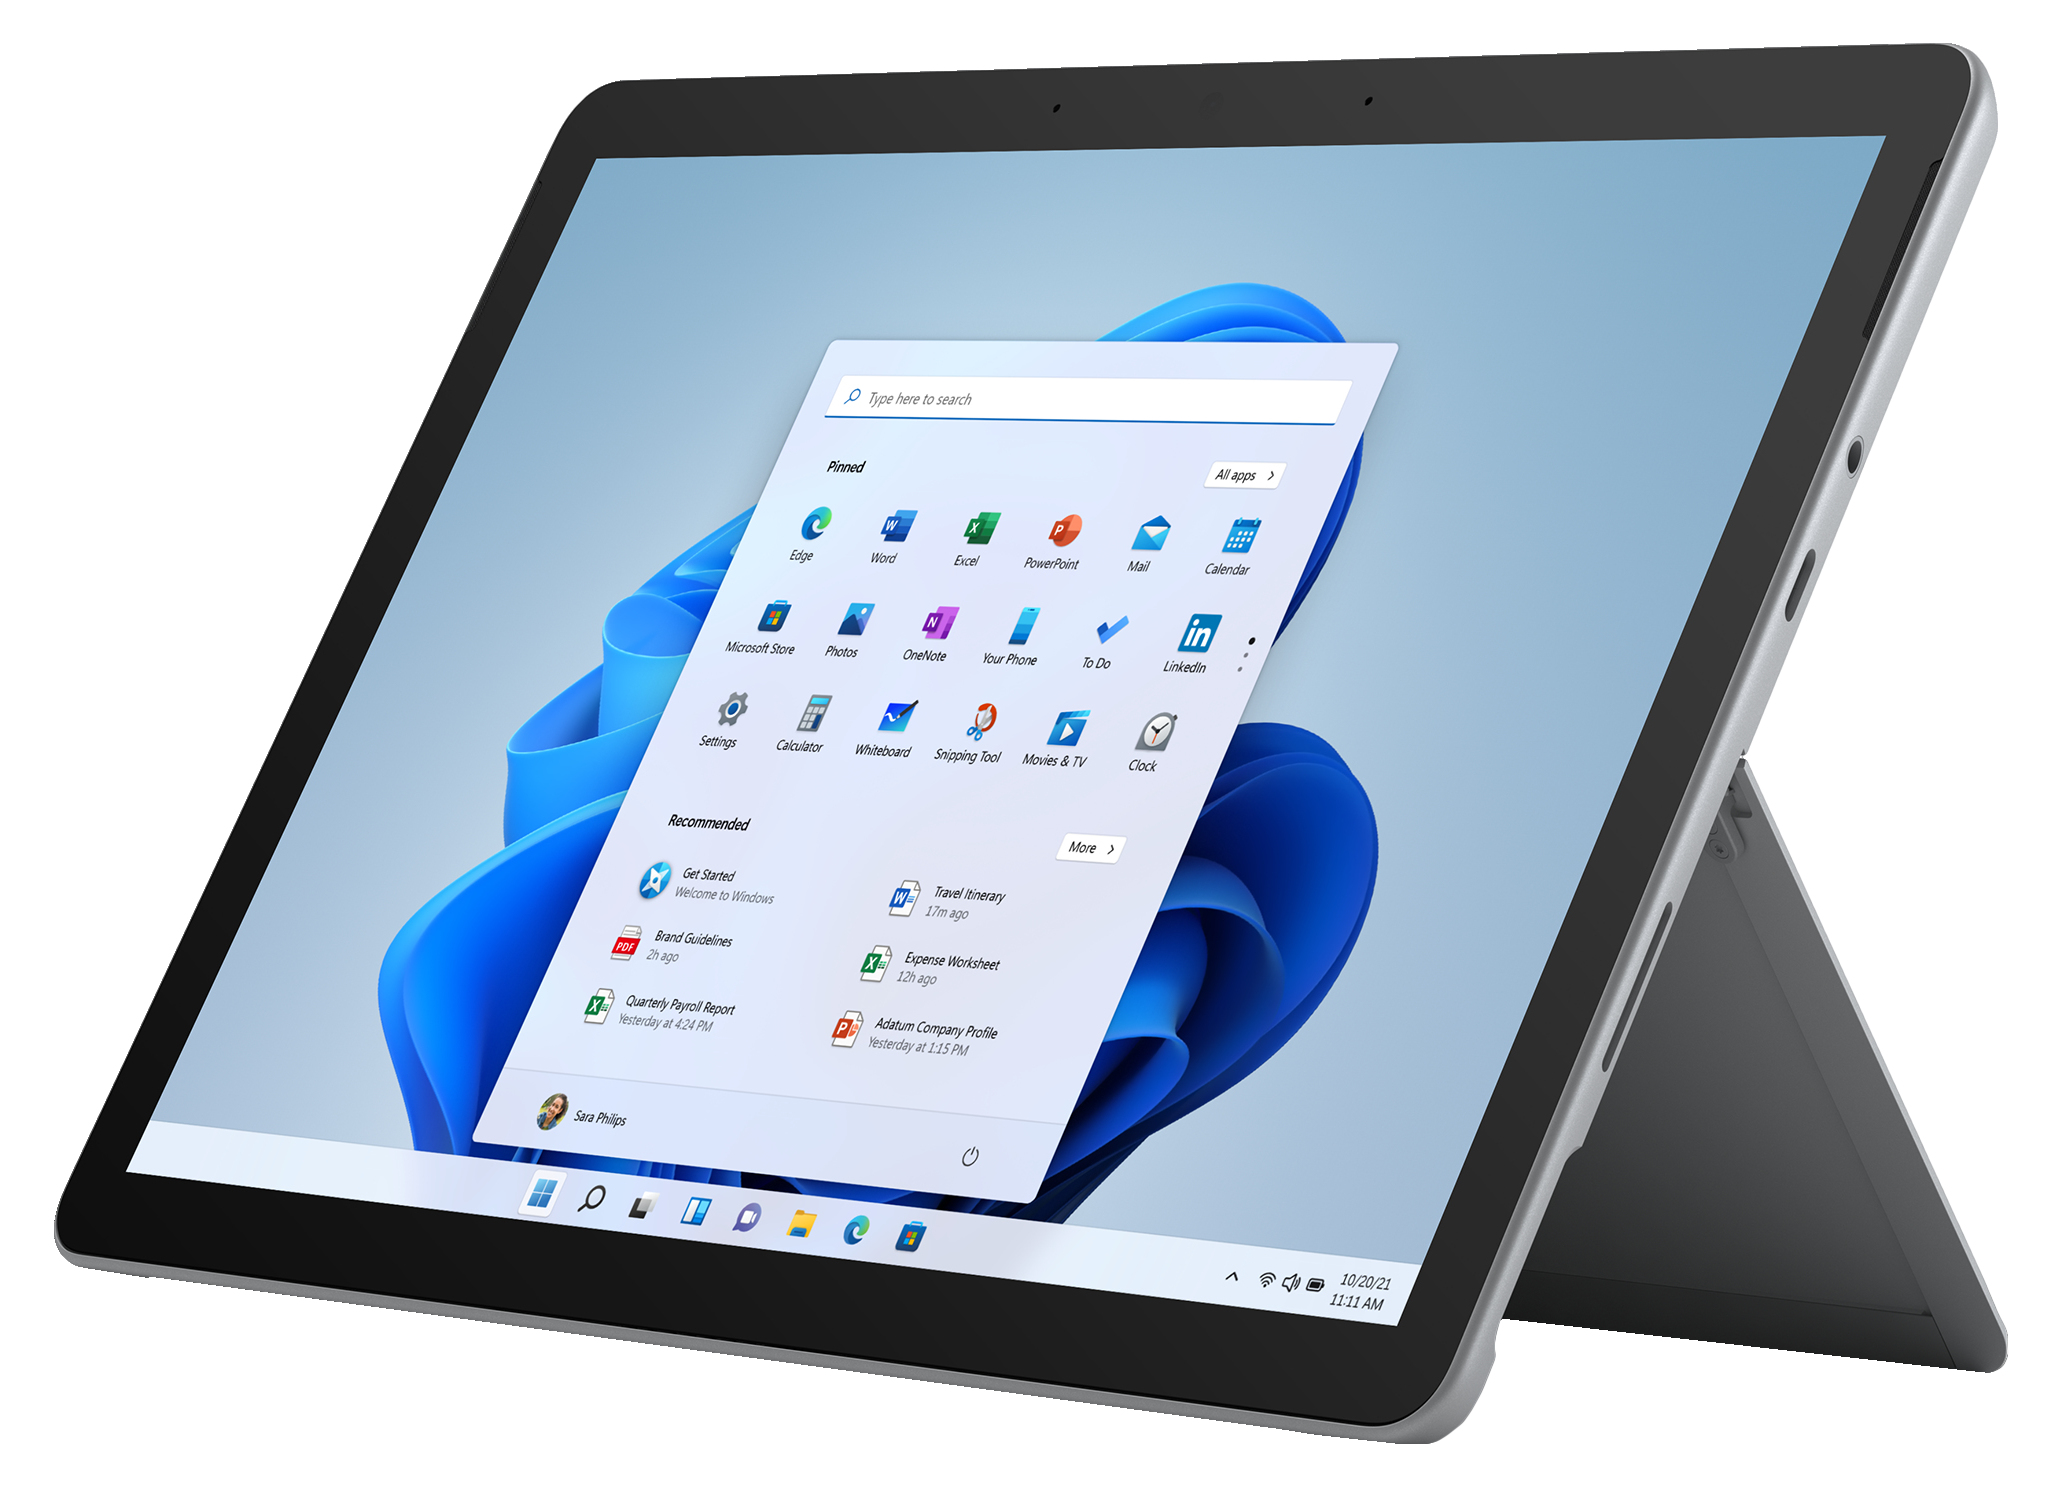 Type here to search
Pinned
All apps
Edge
Word
Excel
PowerPoint
Mail
Calendar
Microsoft Store
Photos
OneNote
Your Phone
To Do
LinkedIn
Settings
Calculator
Whiteboard
Snipping Tool
Movies & TV
Clock
Recommended
More
Get Started
Welcome to Windows
Travel Itinerary
17m ago
PDF
Brand Guidelines
2h ago
Expense Worksheet
12h ago
Quarterly Payroll Report
Yesterday at 4:24 PM
Adatum Company Profile
Yesterday at 1:15 PM
Sara Philips
10/20/21
11:11 AM